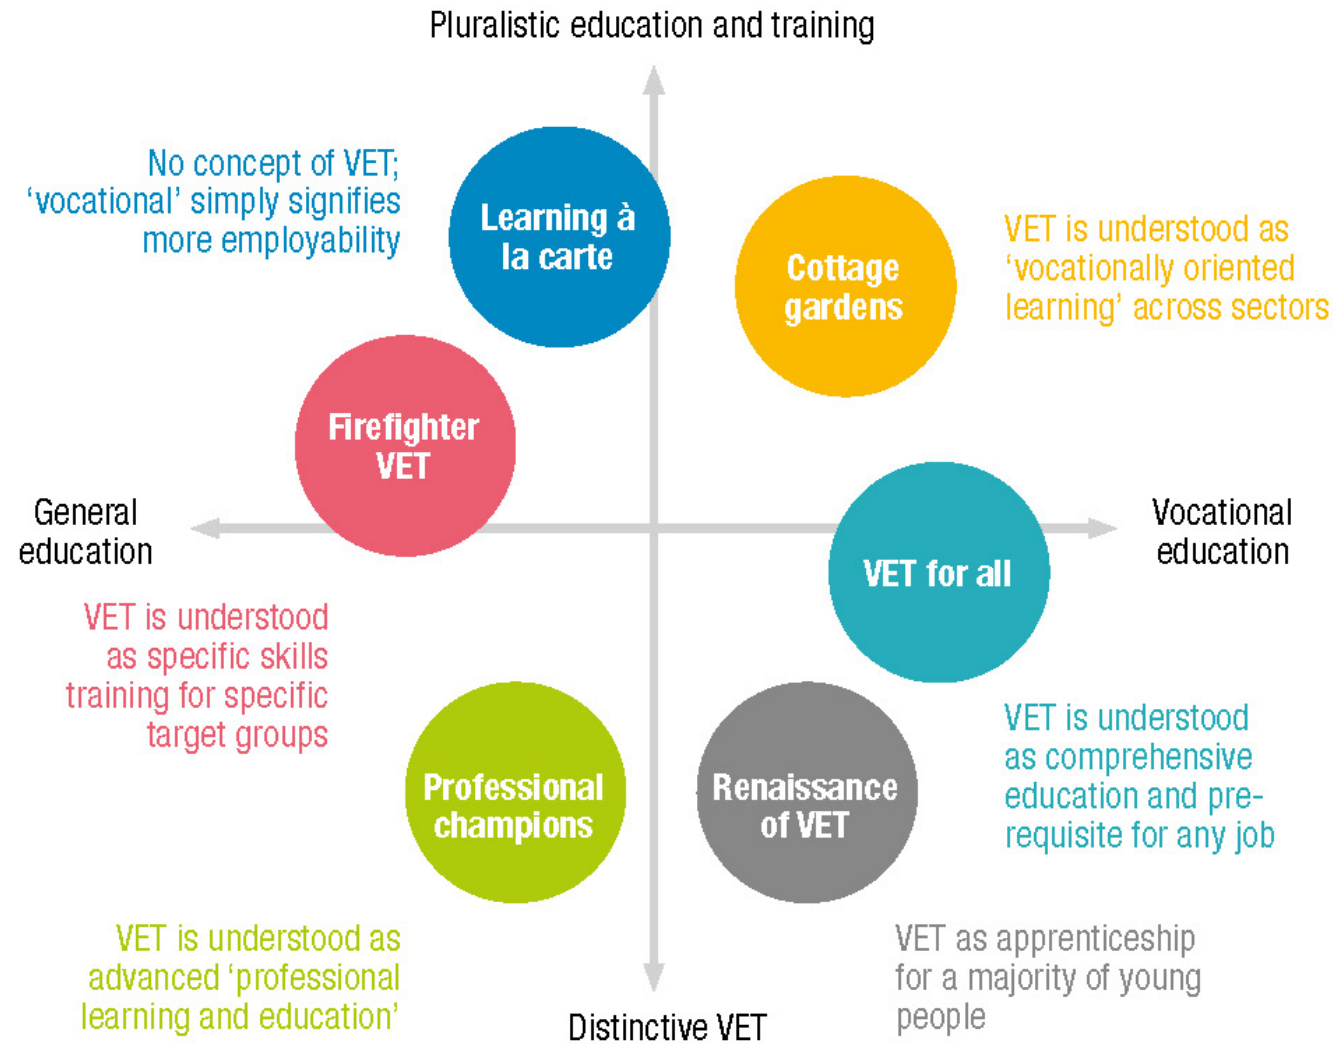 Pluralistic education and training
No concept of VET;
‘vocational’ simply signifies
more employability
Learning à
la carte
Cottage
gardens
VET is understood as
‘vocationally oriented
learning’ across sectors
Firefighter
VET
General
education
Vocational
education
VET for all
VET is understood
as specific skills
training for specific
target groups
Professional
champions
Renaissance
of VET
VET is understood
as comprehensive
education and pre-
requisite for any job
VET is understood as
advanced ‘professional
learning and education’
VET as apprenticeship
for a majority of young
people
Distinctive VET